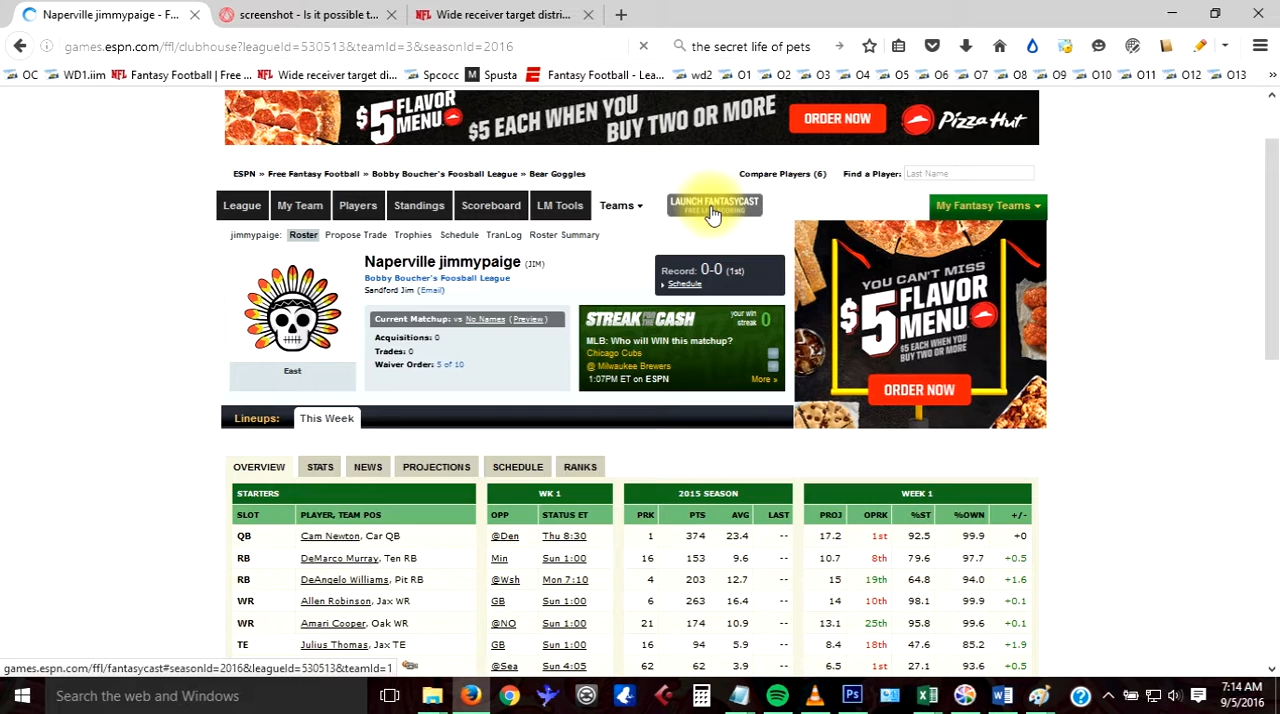 Naperville jimmypaige - F... × screenshot - Is it possible t... × NFL Wide receiver target distri... × +
games.espn.com/ffl/clubhouse?leagueId=530513&teamId=3&seasonId=2016 the secret life of pets
OC WD1.iim NFL Fantasy Football | Free ... NFL Wide receiver target di... Spcocc M Spusta E Fantasy Football - Lea... wd2 O1 O2 O3 O4 O5 O6 O7 O8 O9 O10 O11 O12 O13 »
$5 FLAVOR MENU $5 EACH WHEN YOU BUY TWO OR MORE ORDER NOW Pizza Hut
ESPN » Free Fantasy Football » Bobby Boucher's Foosball League » Bear Goggles Compare Players (6) Find a Player: Last Name
League My Team Players Standings Scoreboard LM Tools Teams LAUNCH FANTASYCAST My Fantasy Teams
jimmypaige: Roster Propose Trade Trophies Schedule TranLog Roster Summary
Naperville jimmypaige (JIM)
Bobby Boucher's Foosball League
Sandford Jim (Email)
Record: 0-0 (1st)
Schedule
Current Matchup: vs No Names (Preview)
Acquisitions: 0
Trades: 0
Waiver Order: 5 of 10
East
STREAK FOR THE CASH your win streak 0
MLB: Who will WIN this matchup?
Chicago Cubs
@ Milwaukee Brewers
1:07PM ET on ESPN More »
YOU CAN'T MISS
$5 FLAVOR MENU
ORDER NOW
Lineups: This Week
OVERVIEW STATS NEWS PROJECTIONS SCHEDULE RANKS
STARTERS WK 1 2015 SEASON WEEK 1
SLOT PLAYER, TEAM POS OPP STATUS ET PRK PTS AVG LAST PROJ OPRK %ST %OWN +/-
QB Cam Newton, Car QB @Den Thu 8:30 1 374 23.4 -- 17.2 1st 92.5 99.9 +0
RB DeMarco Murray, Ten RB Min Sun 1:00 16 153 9.6 -- 10.7 8th 79.6 97.7 +0.5
RB DeAngelo Williams, Pit RB @Wsh Mon 7:10 4 203 12.7 -- 15 19th 64.8 94.0 +1.6
WR Allen Robinson, Jax WR GB Sun 1:00 6 263 16.4 -- 14 10th 98.1 99.9 +0.1
WR Amari Cooper, Oak WR @NO Sun 1:00 21 174 10.9 -- 13.1 25th 95.8 99.6 +0.1
TE Julius Thomas, Jax TE GB Sun 1:00 16 94 5.9 -- 8.4 18th 47.6 85.2 +1.9
@Sea Sun 4:05 62 62 3.9 -- 6.5 1st 27.1 93.6 +0.5
games.espn.com/ffl/fantasycast#seasonId=2016&leagueId=530513&teamId=1
Search the web and Windows
7:14 AM
9/5/2016